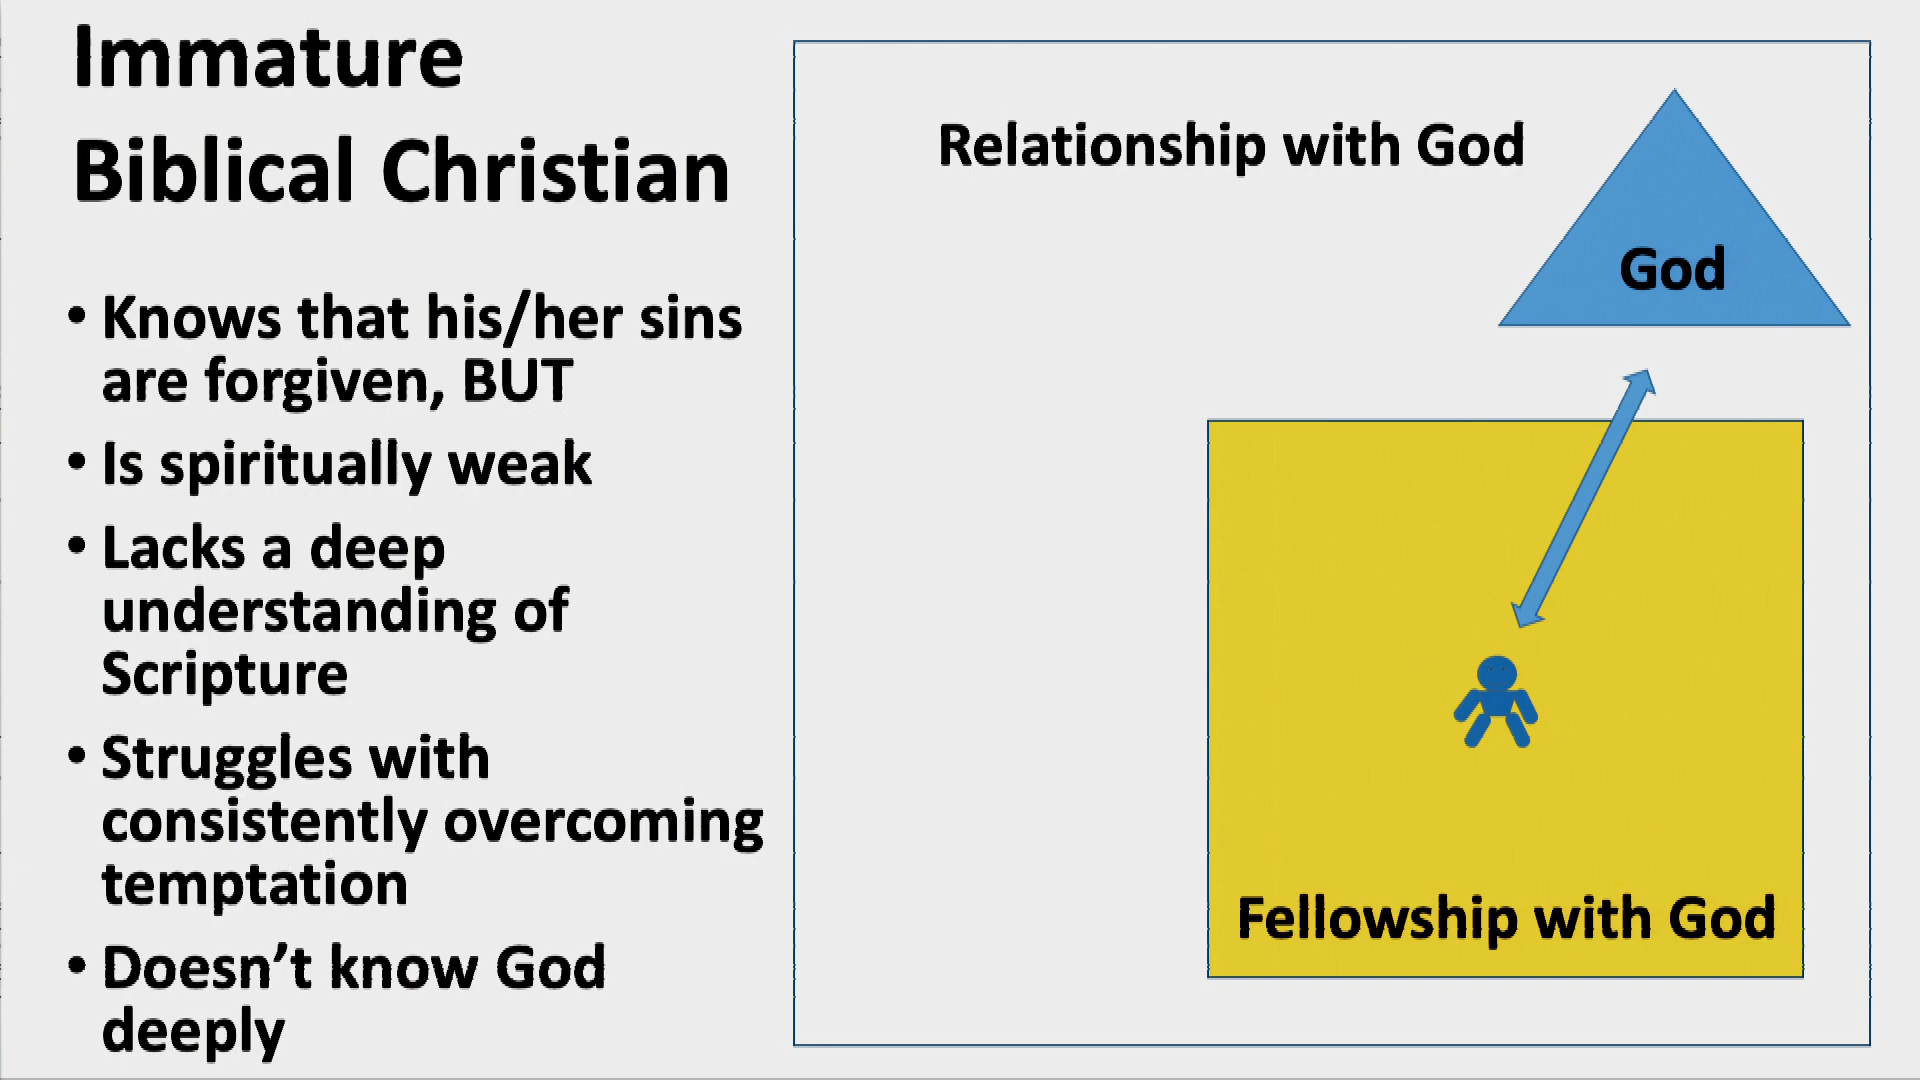 Immature
Biblical Christian
• Knows that his/her sins
are forgiven, BUT
• Is spiritually weak
• Lacks a deep
understanding of
Scripture
• Struggles with
consistently overcoming
temptation
• Doesn’t know God
deeply
Relationship with God
God
Fellowship with God